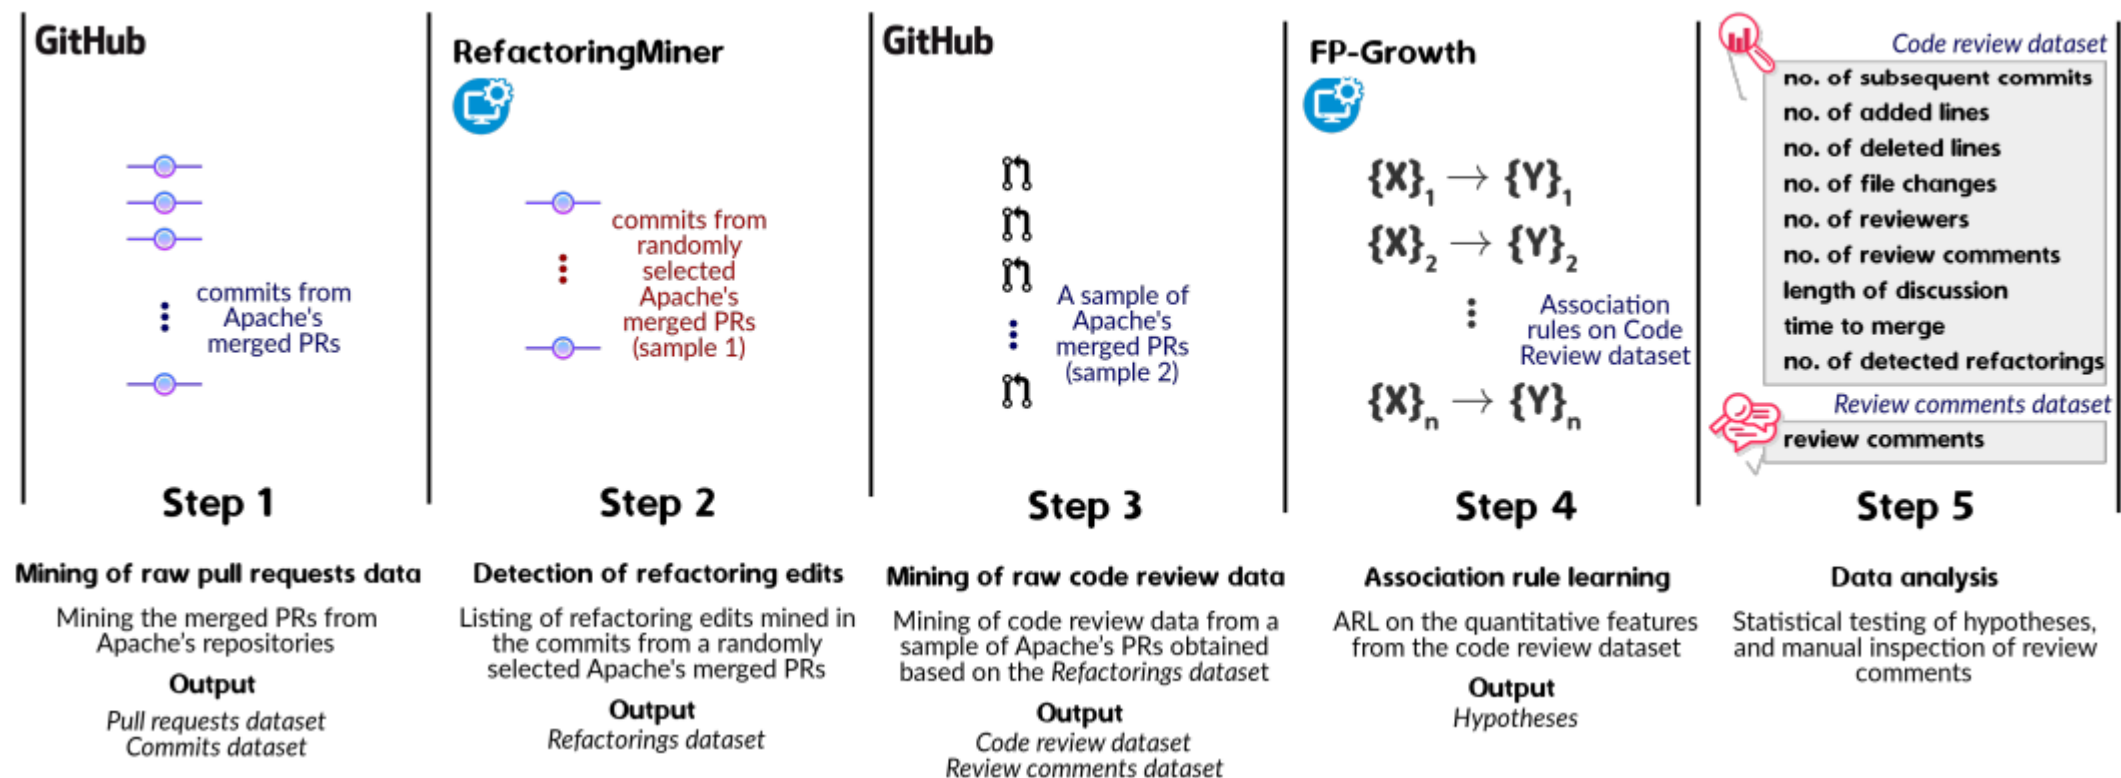 GitHub
commits from
Apache's
merged PRs
Step 1
Mining of raw pull requests data
Mining the merged PRs from
Apache's repositories
Output
Pull requests dataset
Commits dataset
RefactoringMiner
commits from
randomly
selected
Apache's
merged PRs
(sample 1)
Step 2
Detection of refactoring edits
Listing of refactoring edits mined in
the commits from a randomly
selected Apache's merged PRs
Output
Refactorings dataset
GitHub
A sample of
Apache's
merged PRs
(sample 2)
Step 3
Mining of raw code review data
Mining of code review data from a
sample of Apache's PRs obtained
based on the Refactorings dataset
Output
Code review dataset
Review comments dataset
FP-Growth
{X}1 → {Y}1
{X}2 → {Y}2
Association
rules on Code
Review dataset
{X}n → {Y}n
Step 4
Association rule learning
ARL on the quantitative features
from the code review dataset
Output
Hypotheses
Code review dataset
no. of subsequent commits
no. of added lines
no. of deleted lines
no. of file changes
no. of reviewers
no. of review comments
length of discussion
time to merge
no. of detected refactorings
Review comments dataset
review comments
Step 5
Data analysis
Statistical testing of hypotheses,
and manual inspection of review
comments